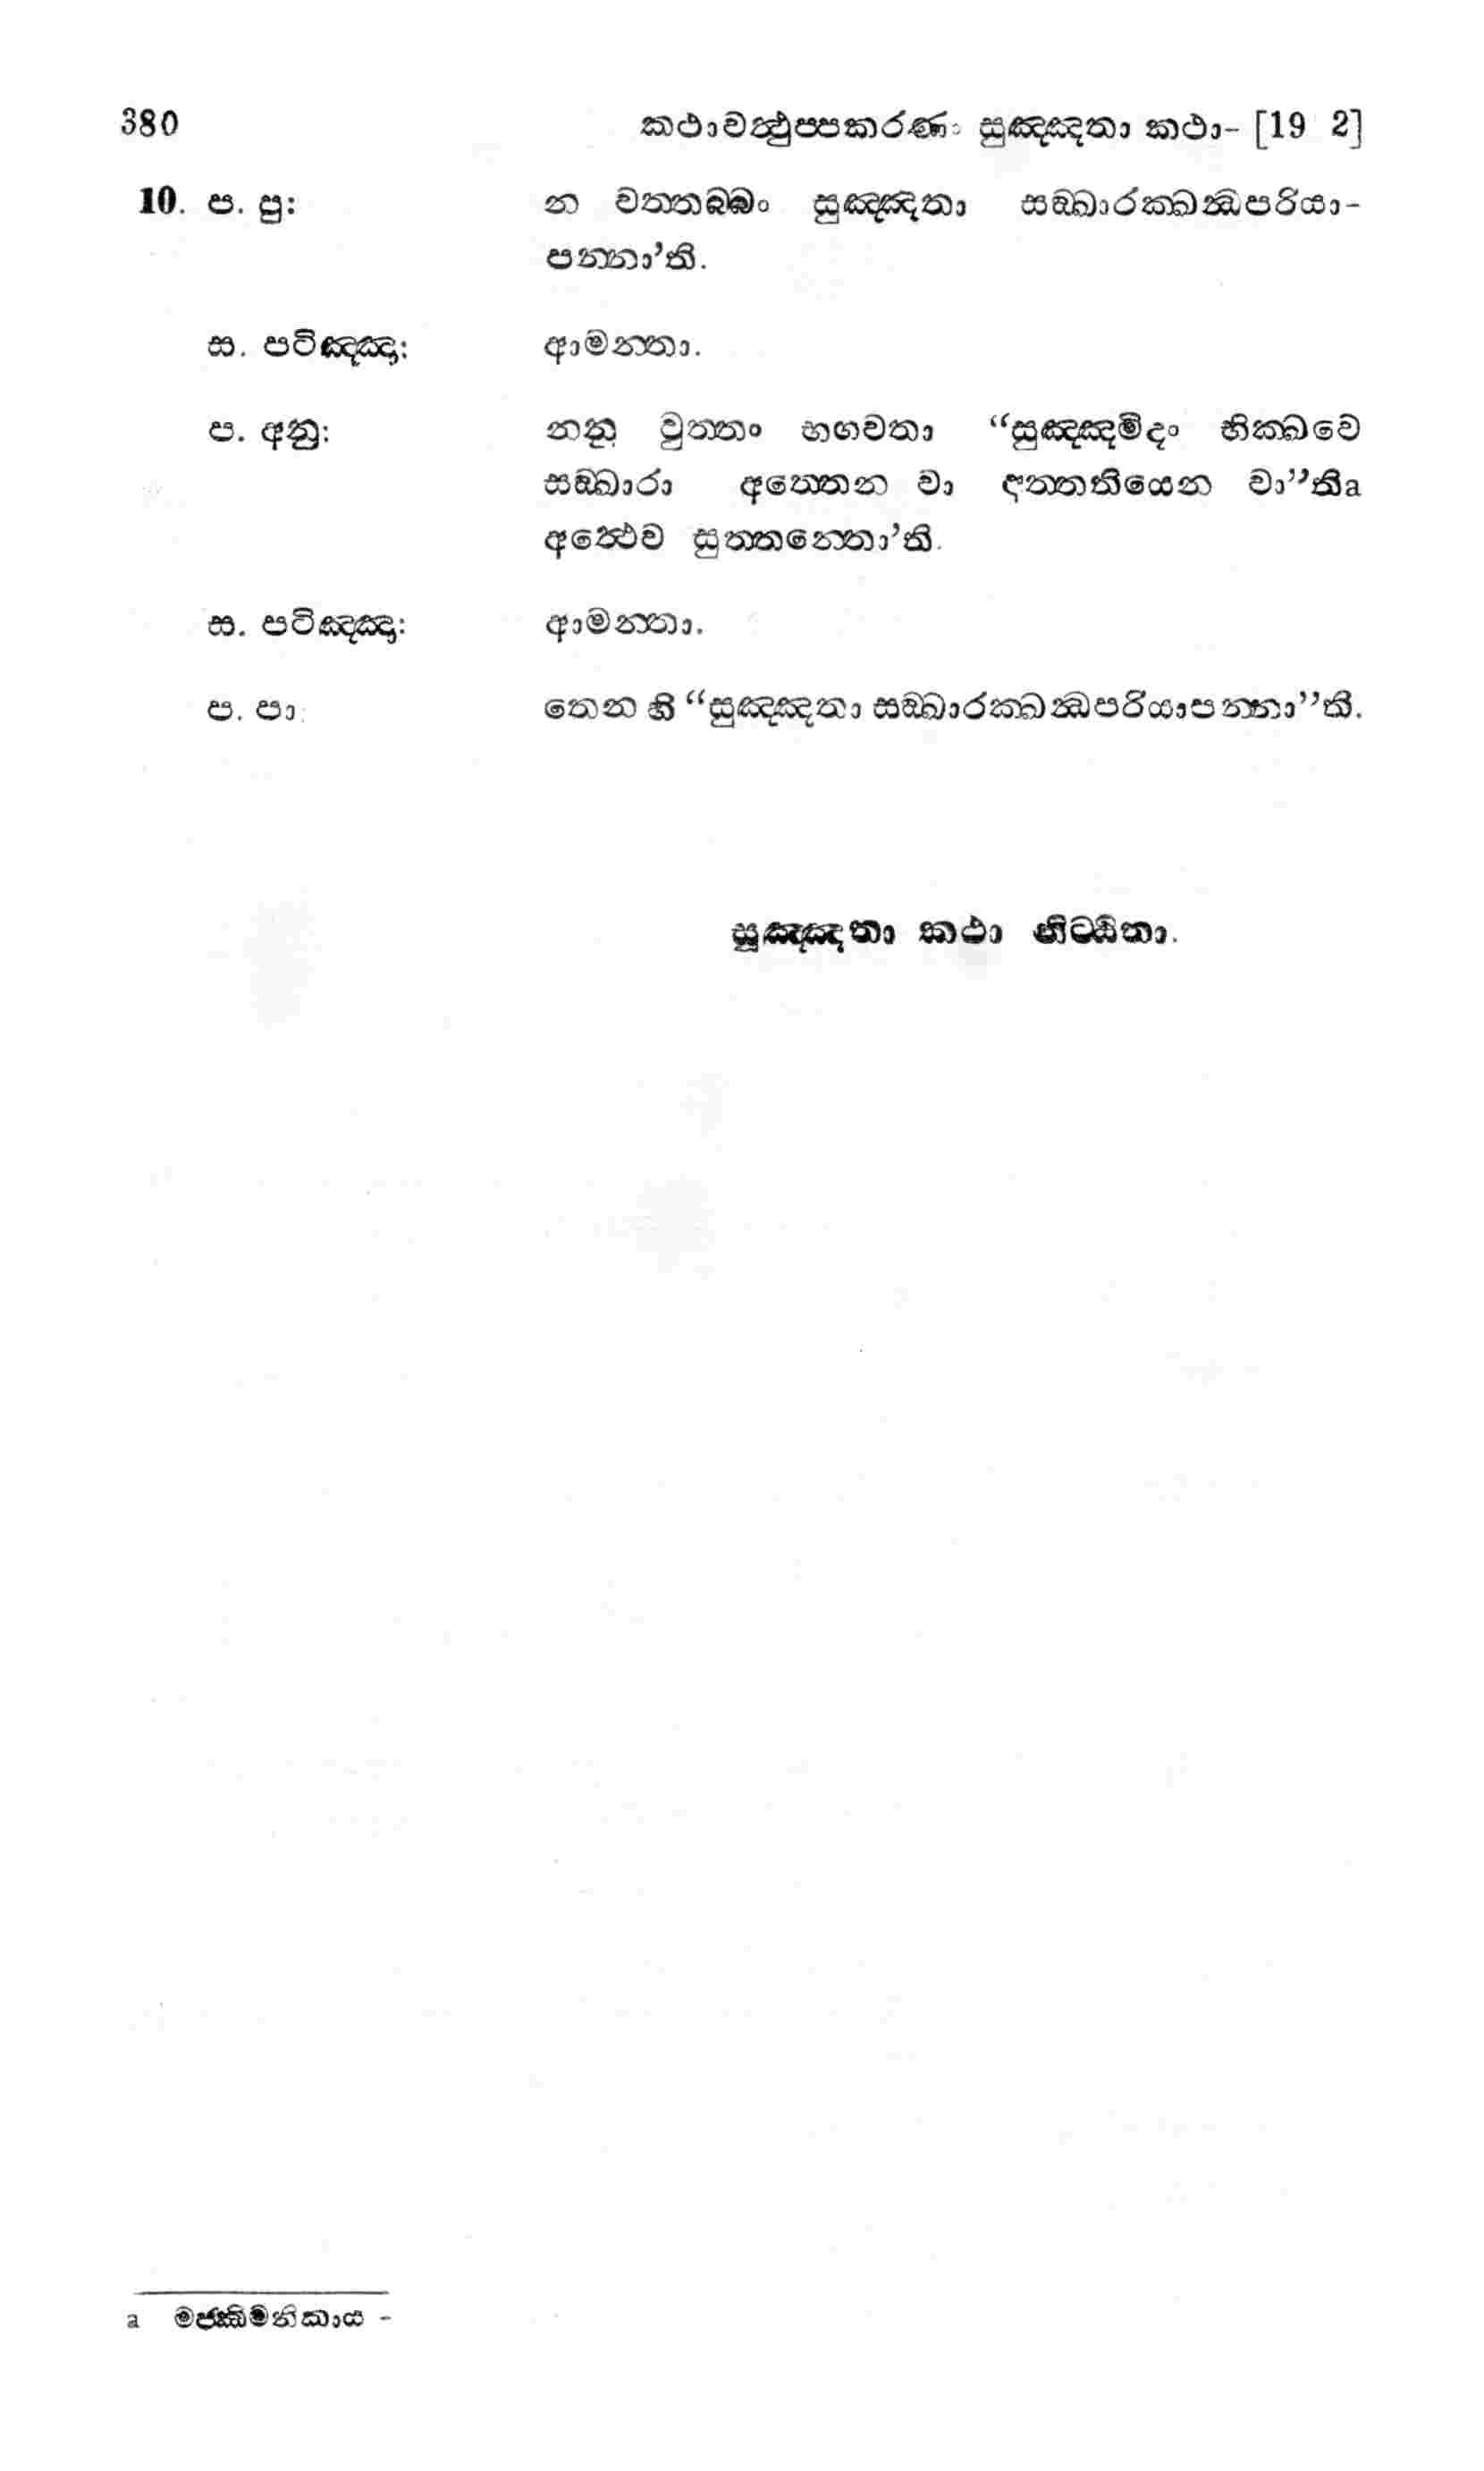 380 කථාවත්‍ථුප‍්පකරණං සුඤ‍්ඤතා කථා- [19 2]
10. ප. පු: න වත‍්තබ‍්බං සුඤ‍්ඤතා සඞ‍්ඛාරක‍්ඛන්‍ධපරියා-
පන‍්නා’ති.
ස. පටිඤ‍්ඤා: ආමන‍්තා.
ප. අනු: නනු වුත‍්තං භගවතා “සුඤ‍්ඤමිදං භික‍්ඛවෙ
සඞ‍්ඛාරා අත‍්තෙන වා අත‍්තනියෙන වා”තිa
අත්‍ථෙව සුත‍්තන‍්තො’ති.
ස. පටිඤ‍්ඤා: ආමන‍්තා.
ප. පා: තෙන හි “සුඤ‍්ඤතා සඞ‍්ඛාරක‍්ඛන්‍ධපරියාපන‍්නා”ති.
සුඤ‍්ඤතා කථා නිට‍්ඨිතා.
a මජ‍්ඣිමනිකාය -